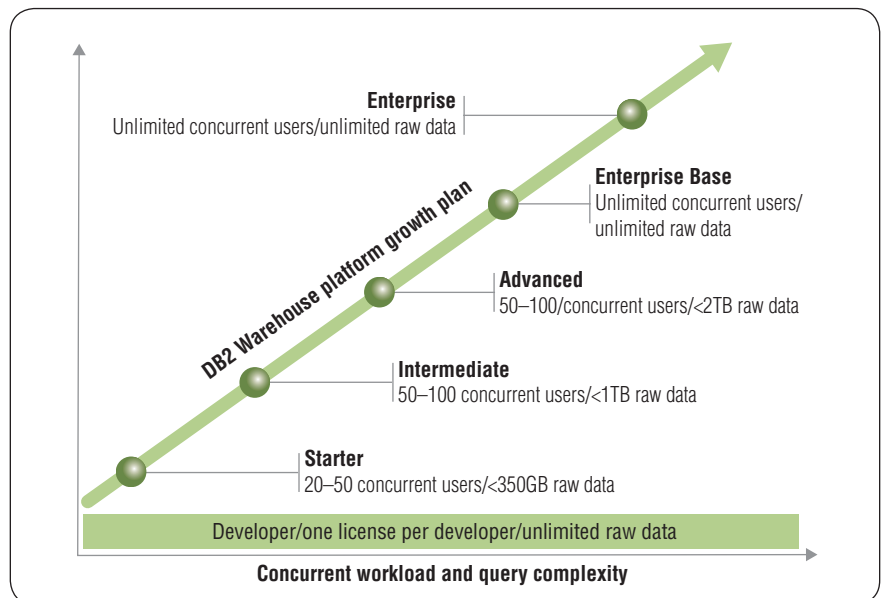 Enterprise
Unlimited concurrent users/unlimited raw data
Enterprise Base
Unlimited concurrent users/
unlimited raw data
DB2 Warehouse platform growth plan
Advanced
50–100/concurrent users/<2TB raw data
Intermediate
50–100 concurrent users/<1TB raw data
Starter
20–50 concurrent users/<350GB raw data
Developer/one license per developer/unlimited raw data
Concurrent workload and query complexity